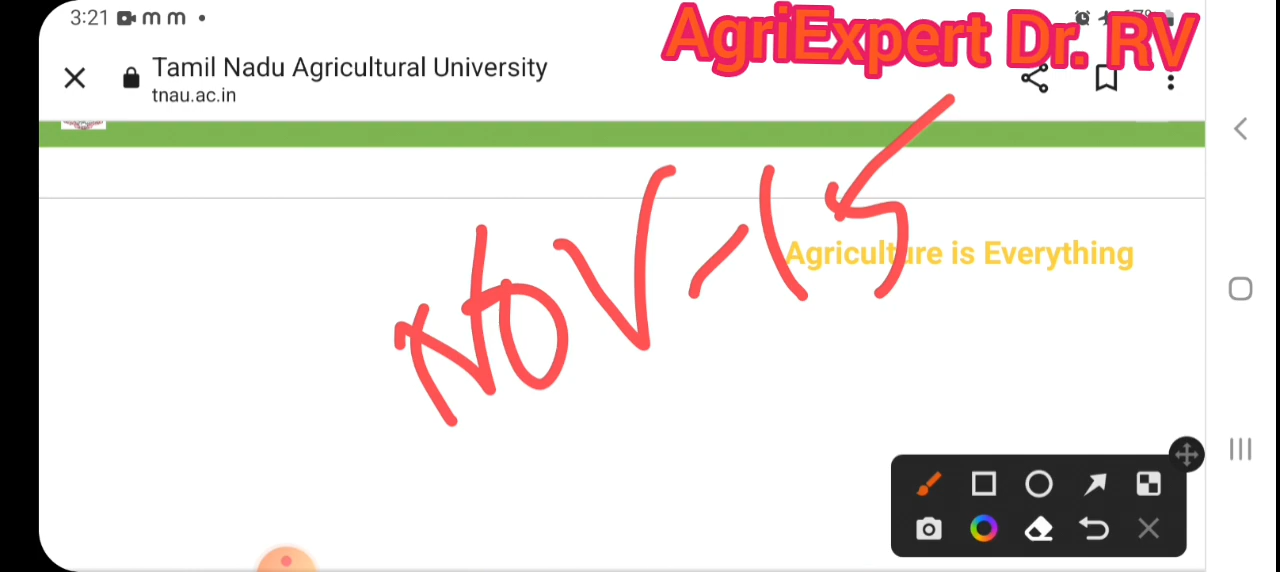 3:21
AgriExpert Dr. RV
Tamil Nadu Agricultural University
tnau.ac.in
NOV-15
Agriculture is Everything